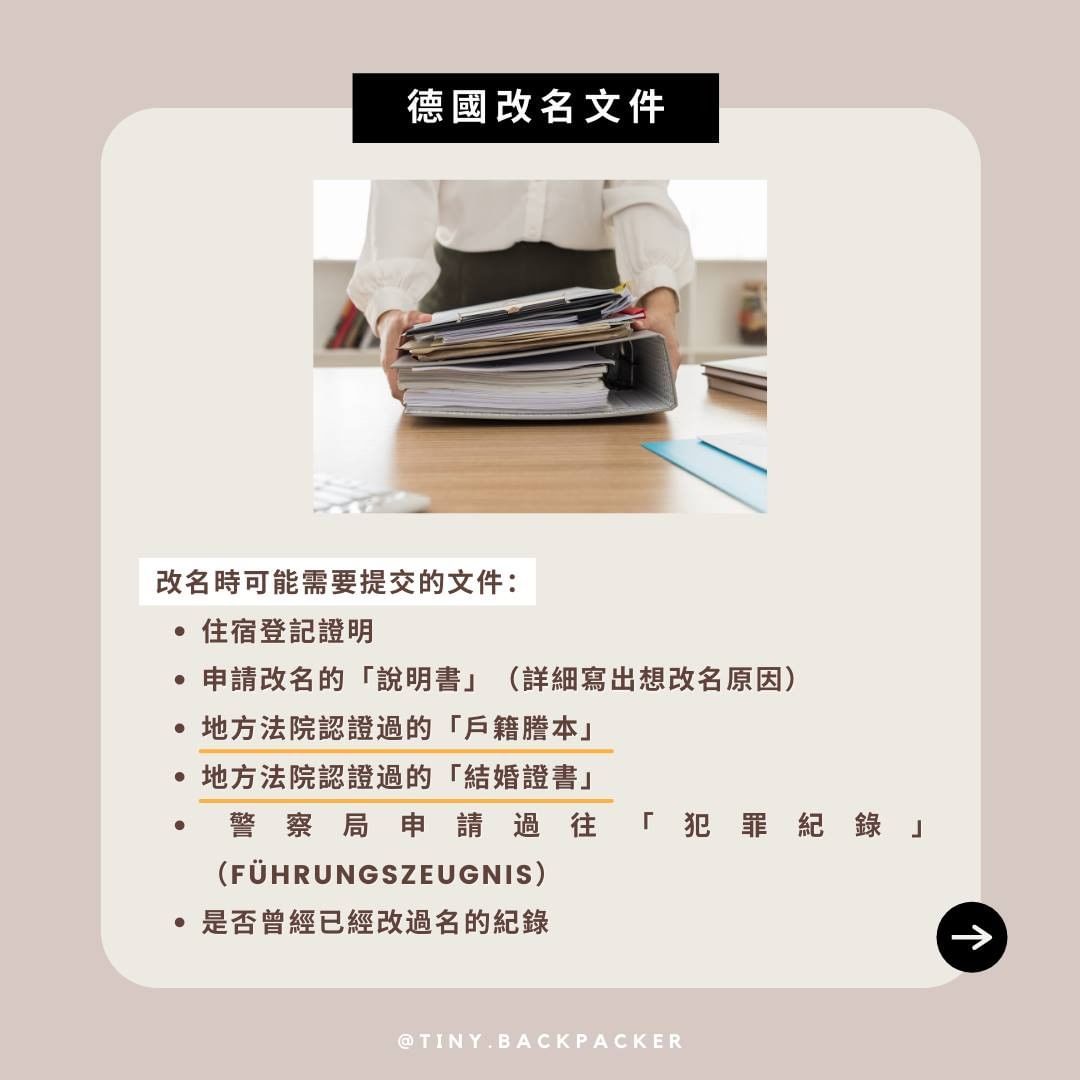 德國改名文件
改名時可能需要提交的文件：
• 住宿登記證明
• 申請改名的「說明書」（詳細寫出想改名原因）
• 地方法院認證過的「戶籍謄本」
• 地方法院認證過的「結婚證書」
• 警察局申請過往「犯罪紀錄」
（FÜHRUNGSZEUGNIS）
• 是否曾經已經改過名的紀錄
@TINY.BACKPACKER